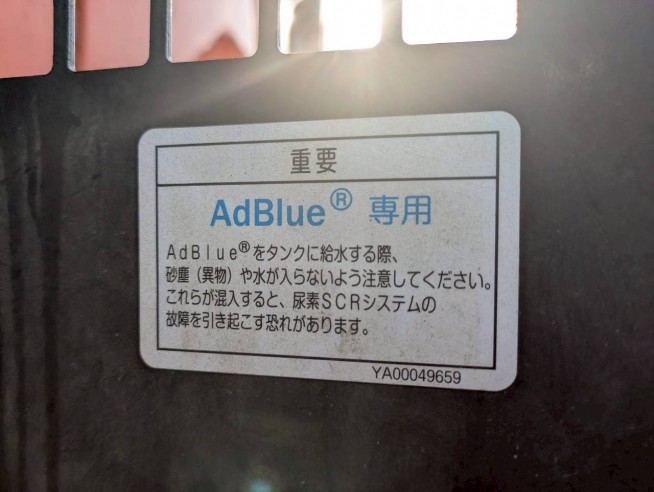 重要
AdBlue® 専用
AdBlue®をタンクに給水する際、
砂塵（異物）や水が入らないよう注意してください。
これらが混入すると、尿素SCRシステムの
故障を引き起こす恐れがあります。
YA00049659